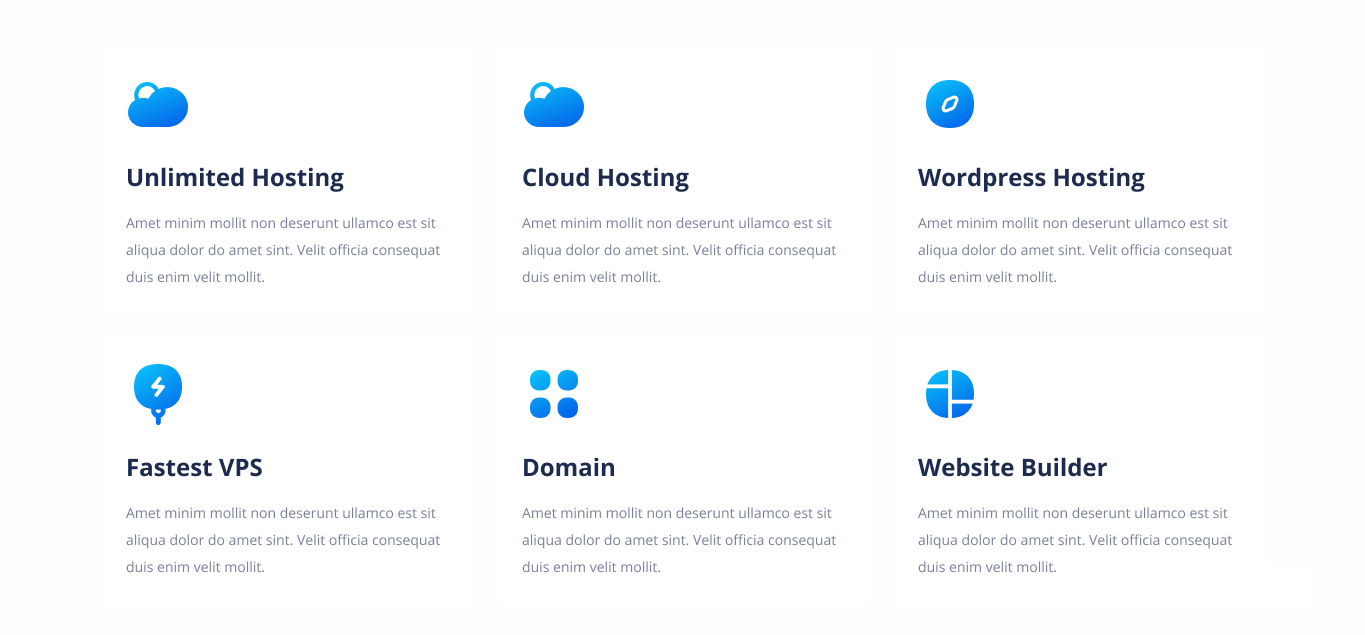 Unlimited Hosting
Amet minim mollit non deserunt ullamco est sit
aliqua dolor do amet sint. Velit officia consequat
duis enim velit mollit.
Cloud Hosting
Amet minim mollit non deserunt ullamco est sit
aliqua dolor do amet sint. Velit officia consequat
duis enim velit mollit.
Wordpress Hosting
Amet minim mollit non deserunt ullamco est sit
aliqua dolor do amet sint. Velit officia consequat
duis enim velit mollit.
Fastest VPS
Amet minim mollit non deserunt ullamco est sit
aliqua dolor do amet sint. Velit officia consequat
duis enim velit mollit.
Domain
Amet minim mollit non deserunt ullamco est sit
aliqua dolor do amet sint. Velit officia consequat
duis enim velit mollit.
Website Builder
Amet minim mollit non deserunt ullamco est sit
aliqua dolor do amet sint. Velit officia consequat
duis enim velit mollit.